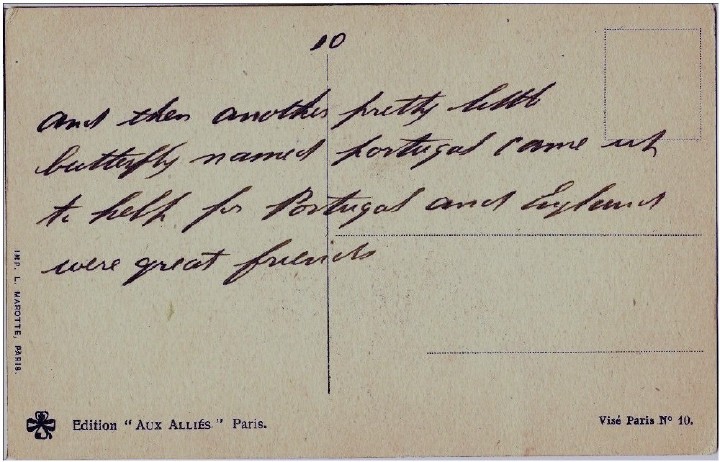 10
and then another pretty little
butterfly named Portugal came up
to help for Portugal and England
were great friends
IMP. L. MAROTTE, PARIS.
Edition "AUX ALLIÉS" Paris.
Visé Paris N° 10.